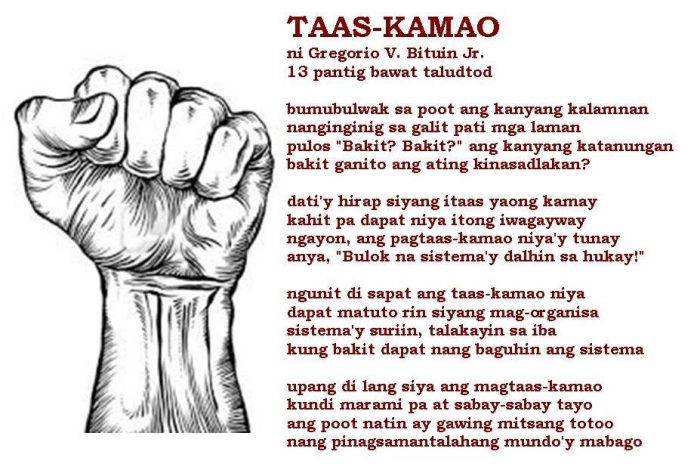 TAAS-KAMAO
ni Gregorio V. Bituin Jr.
13 pantig bawat taludtod
bumubulwak sa poot ang kanyang kalamnan
nanginginig sa galit pati mga laman
pulos "Bakit? Bakit?" ang kanyang katanungan
bakit ganito ang ating kinasadlakan?
dati'y hirap siyang itaas yaong kamay
kahit pa dapat niya itong iwagayway
ngayon, ang pagtaas-kamao niya'y tunay
anya, "Bulok na sistema'y dalhin sa hukay!"
ngunit di sapat ang taas-kamao niya
dapat matuto rin siyang mag-organisa
sistema'y suriin, talakayin sa iba
kung bakit dapat nang baguhin ang sistema
upang di lang siya ang magtaas-kamao
kundi marami pa at sabay-sabay tayo
ang poot natin ay gawing mitsang totoo
nang pinagsamantalahang mundo'y mabago